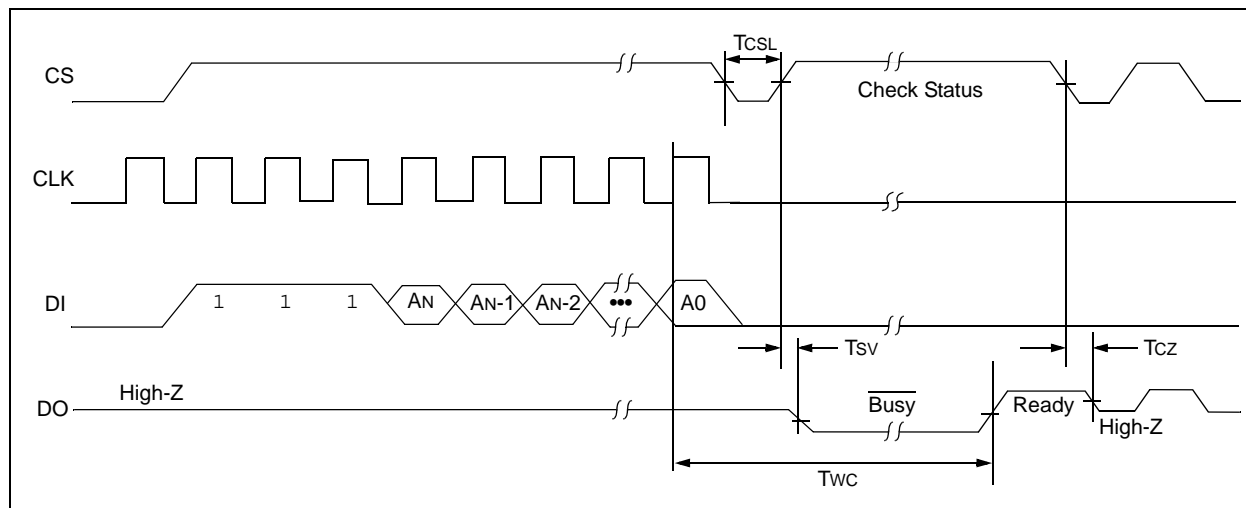 TCSL
CS
Check Status
CLK
DI
1 1 1 AN AN-1 AN-2 ••• A0
TSV
TCZ
High-Z
DO
Busy
Ready
High-Z
TWC